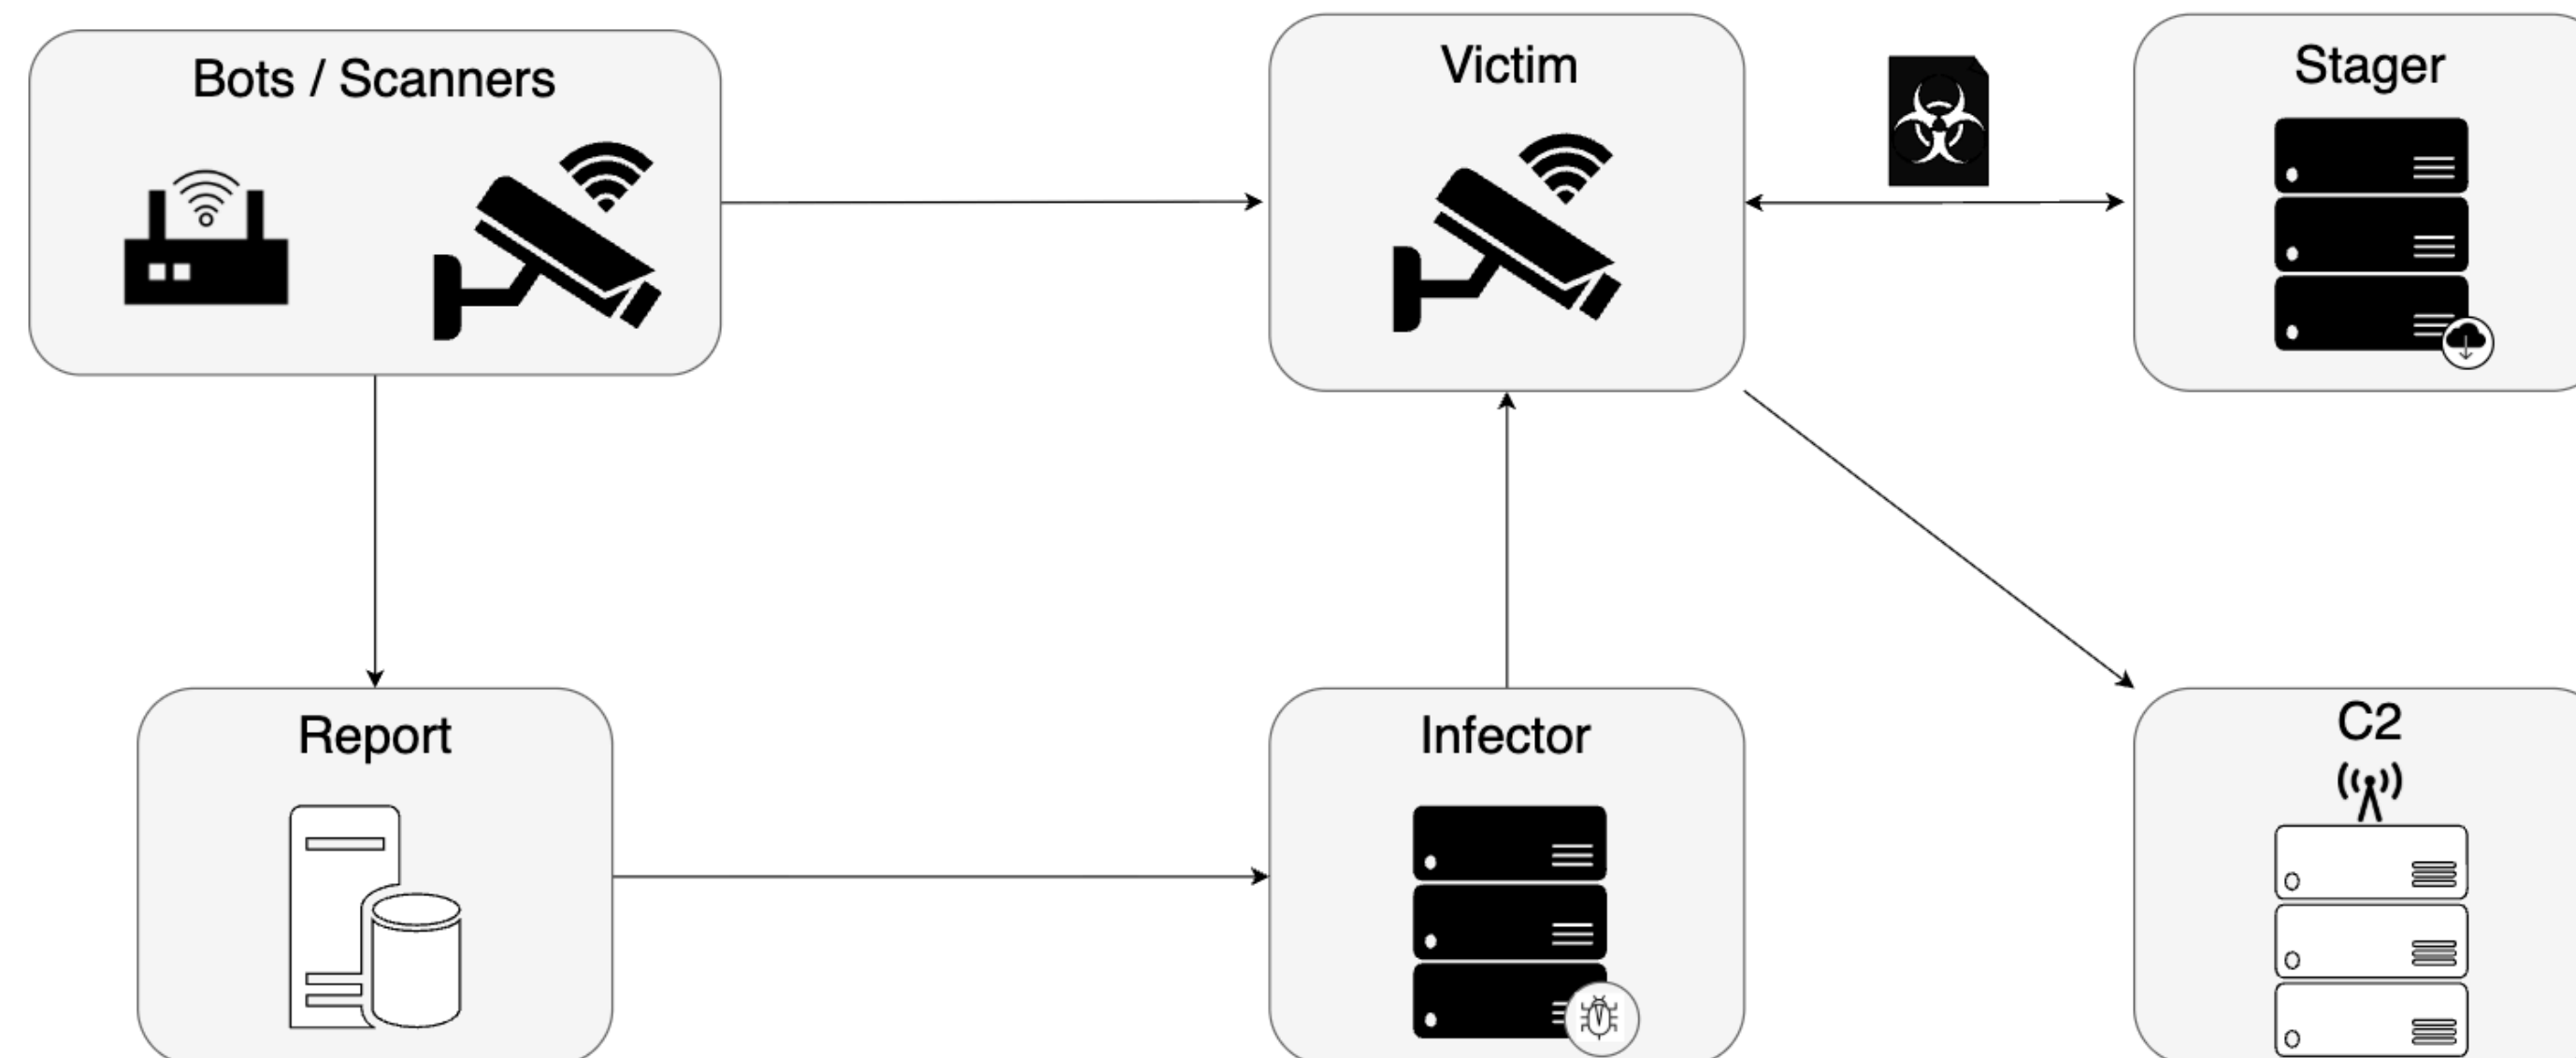 Bots / Scanners
Victim
Stager
Report
Infector
C2